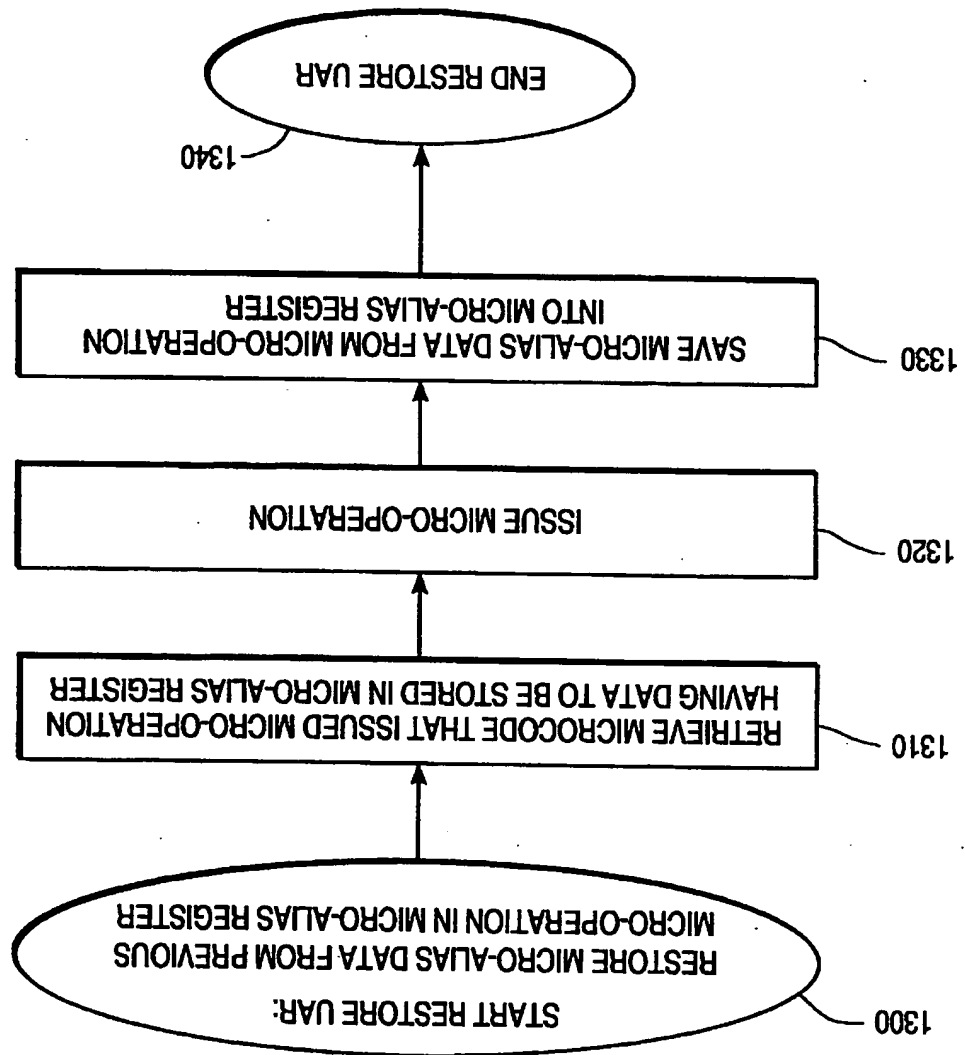 1300
START RESTORE UAR:
RESTORE MICRO-ALIAS DATA FROM PREVIOUS
MICRO-OPERATION IN MICRO-ALIAS REGISTER
1310
RETRIEVE MICROCODE THAT ISSUED MICRO-OPERATION
HAVING DATA TO BE STORED IN MICRO-ALIAS REGISTER
1320
ISSUE MICRO-OPERATION
1330
SAVE MICRO-ALIAS DATA FROM MICRO-OPERATION
INTO MICRO-ALIAS REGISTER
1340
END RESTORE UAR